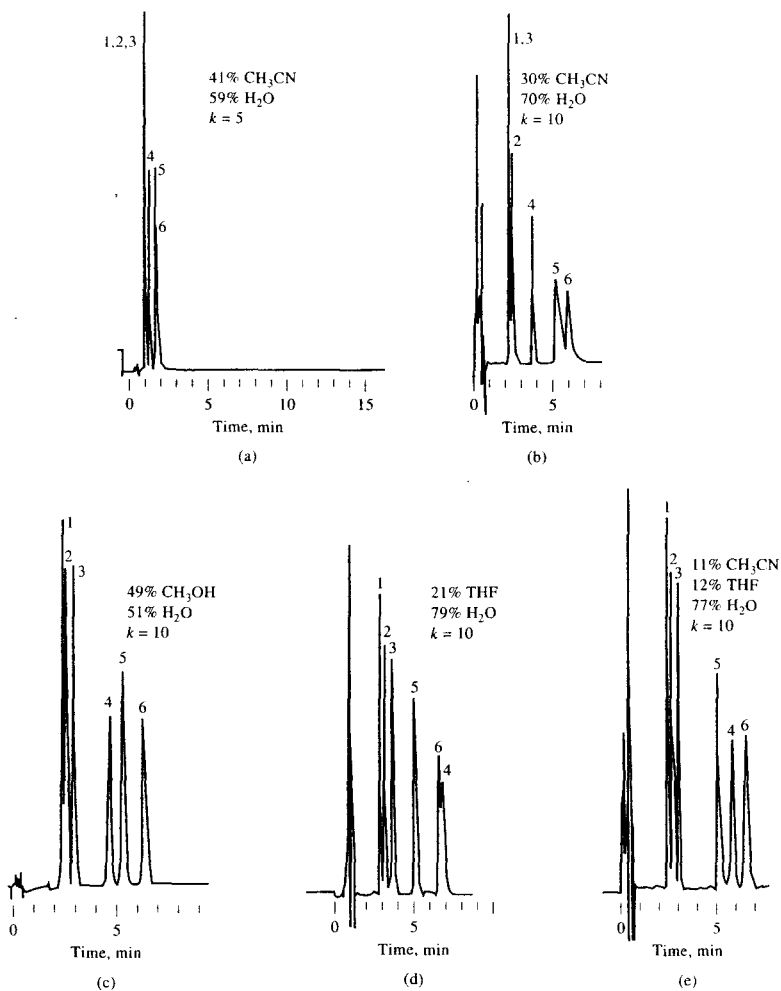 1,2,3
41% CH₃CN
59% H₂O
k = 5
4
5
6
0 5 10 15
Time, min
(a)
1,3
30% CH₃CN
70% H₂O
k = 10
2
4
5
6
0 5
Time, min
(b)
1
2
3
49% CH₃OH
51% H₂O
k = 10
4
5
6
0 5
Time, min
(c)
1
2
3
21% THF
79% H₂O
k = 10
5
6
4
0 5
Time, min
(d)
1
2
3
11% CH₃CN
12% THF
77% H₂O
k = 10
5
4
6
0 5
Time, min
(e)